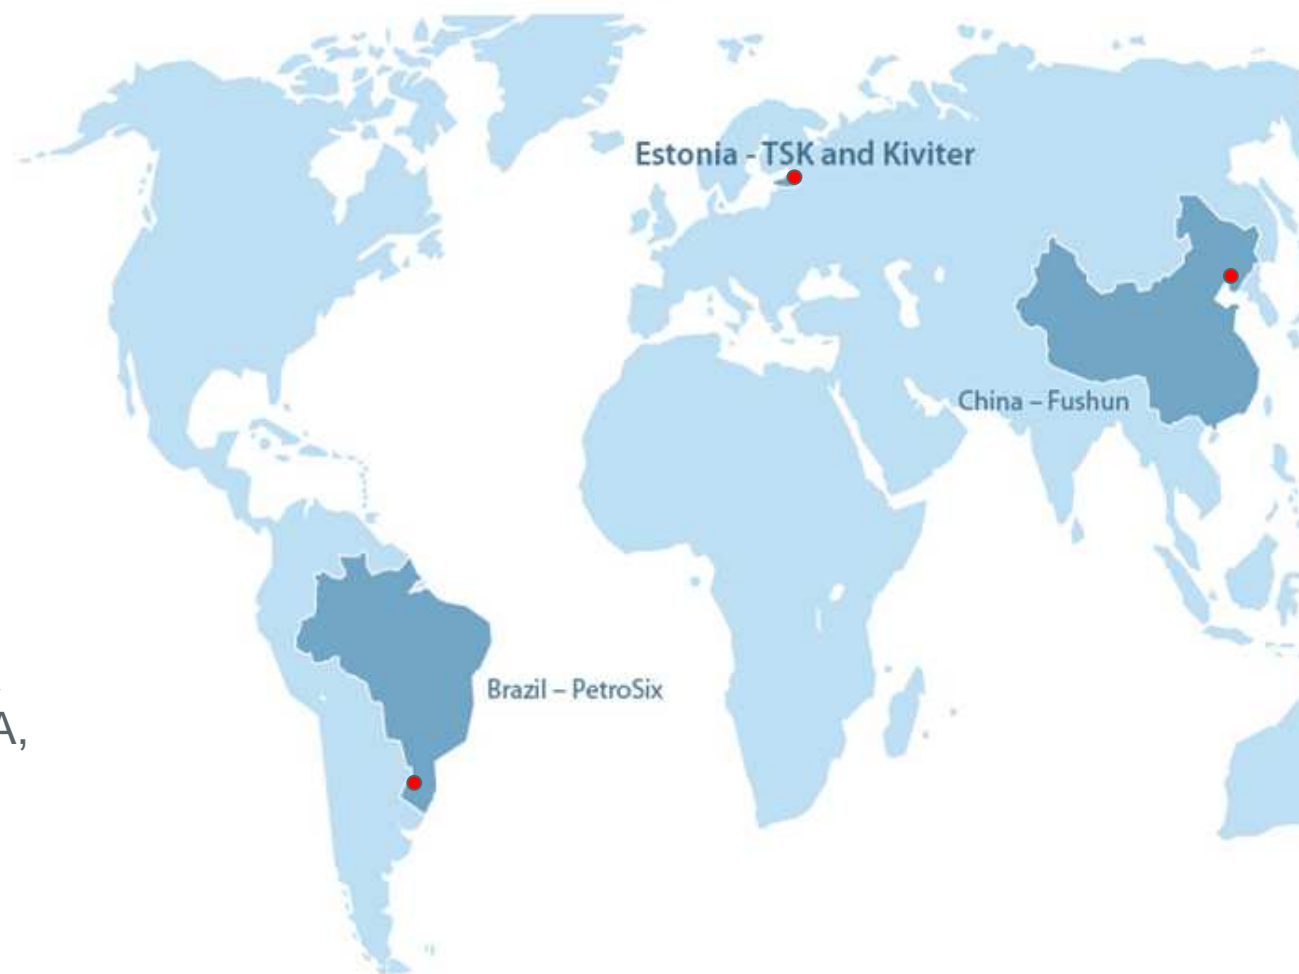 Estonia - TSK and Kiviter
China – Fushun
Brazil – PetroSix
A,